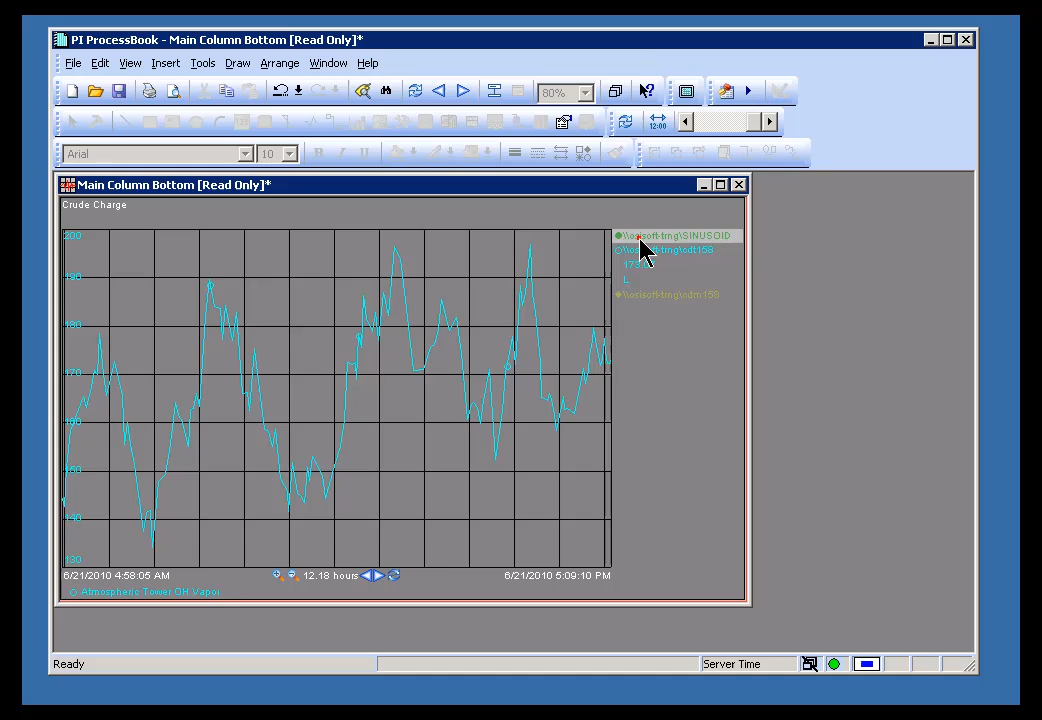 PI ProcessBook - Main Column Bottom [Read Only]*
File Edit View Insert Tools Draw Arrange Window Help
80%
12:00
Arial 10 B I U
Main Column Bottom [Read Only]*
Crude Charge
200
190
180
170
160
150
140
130
\\osisoft-trng\SINUSOID
\\osisoft-trng\cdt158
L
6/21/2010 4:58:05 AM 12.18 hours 6/21/2010 5:09:10 PM
Atmospheric Tower OH Vapor
Ready Server Time